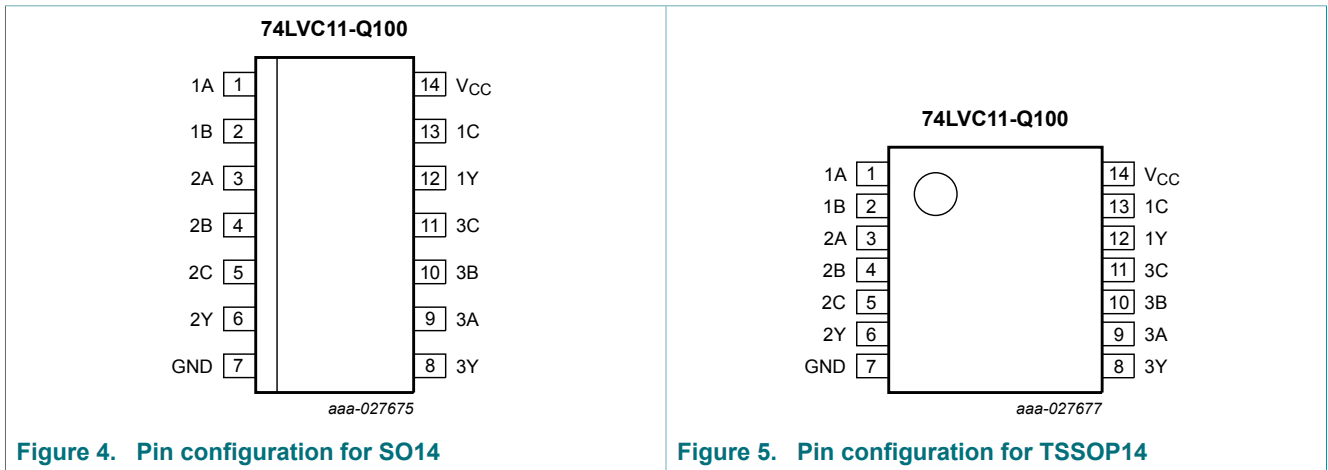 74LVC11-Q100
1A 1 14 VCC
1B 2 13 1C
2A 3 12 1Y
2B 4 11 3C
2C 5 10 3B
2Y 6 9 3A
GND 7 8 3Y
aaa-027675
Figure 4. Pin configuration for SO14
74LVC11-Q100
1A 1 14 VCC
1B 2 13 1C
2A 3 12 1Y
2B 4 11 3C
2C 5 10 3B
2Y 6 9 3A
GND 7 8 3Y
aaa-027677
Figure 5. Pin configuration for TSSOP14